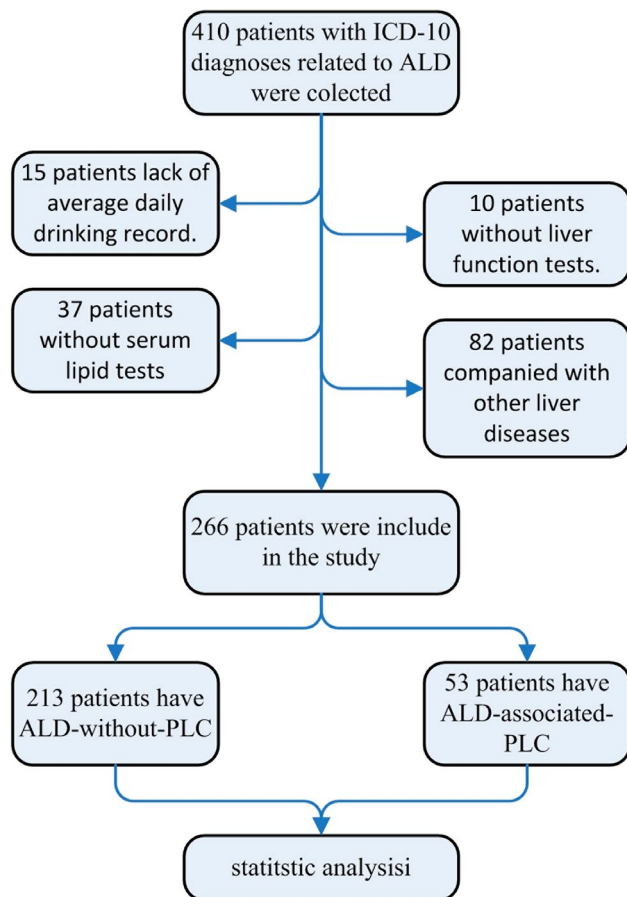 410 patients with ICD-10
diagnoses related to ALD
were colected
15 patients lack of
average daily
drinking record.
10 patients
without liver
function tests.
37 patients
without serum
lipid tests
82 patients
companied with
other liver
diseases
266 patients were include
in the study
213 patients have
ALD-without-PLC
53 patients have
ALD-associated-
PLC
statitstic analysisi